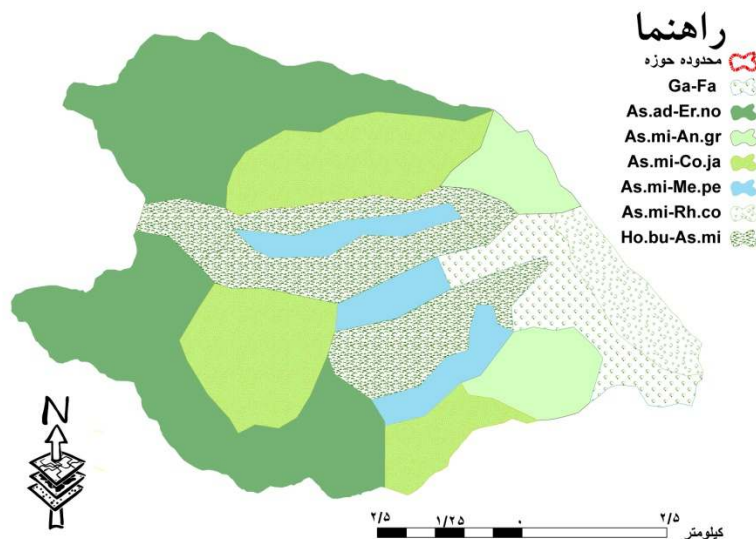 راهنما
محدوده حوزه
Ga-Fa
As.ad-Er.no
As.mi-An.gr
As.mi-Co.ja
As.mi-Me.pe
As.mi-Rh.co
Ho.bu-As.mi
N
۲/۵ ۱/۲۵ ۰ ۲/۵
کیلومتر